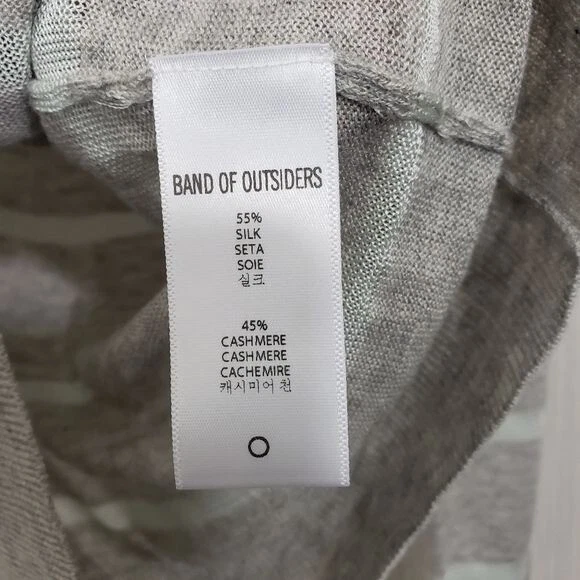 BAND OF OUTSIDERS
55%
SILK
SETA
SOIE
실크
45%
CASHMERE
CASHMERE
CACHEMIRE
캐시미어 천